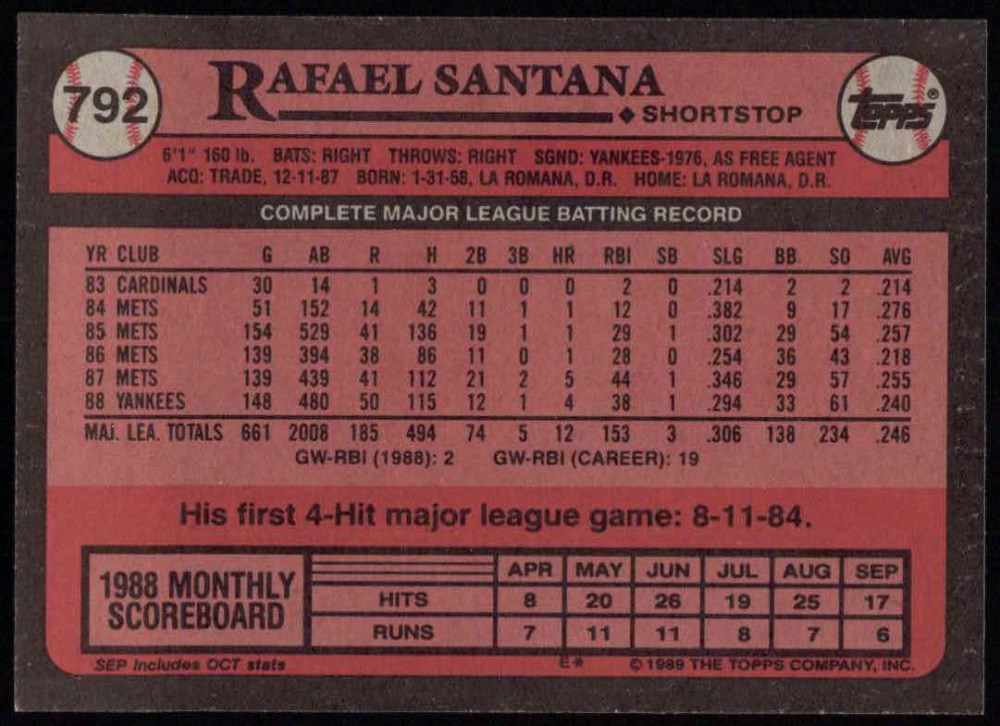 792
RAFAEL SANTANA
SHORTSTOP
TOPPS®
6'1" 160 lb. BATS: RIGHT THROWS: RIGHT SGND: YANKEES-1976, AS FREE AGENT
ACQ: TRADE, 12-11-87 BORN: 1-31-58, LA ROMANA, D.R. HOME: LA ROMANA, D.R.
COMPLETE MAJOR LEAGUE BATTING RECORD
YR CLUB G AB R H 2B 3B HR RBI SB SLG BB SO AVG
83 CARDINALS 30 14 1 3 0 0 0 2 0 .214 2 2 .214
84 METS 51 152 14 42 11 1 1 12 0 .382 9 17 .276
85 METS 154 529 41 136 19 1 1 29 1 .302 29 54 .257
86 METS 139 394 38 86 11 0 1 28 0 .254 36 43 .218
87 METS 139 439 41 112 21 2 5 44 1 .346 29 57 .255
88 YANKEES 148 480 50 115 12 1 4 38 1 .294 33 61 .240
MAJ. LEA. TOTALS 661 2008 185 494 74 5 12 153 3 .306 138 234 .246
GW-RBI (1988): 2 GW-RBI (CAREER): 19
His first 4-Hit major league game: 8-11-84.
1988 MONTHLY
SCOREBOARD
APR MAY JUN JUL AUG SEP
HITS 8 20 26 19 25 17
RUNS 7 11 11 8 7 6
SEP Includes OCT stats E* © 1989 THE TOPPS COMPANY, INC.